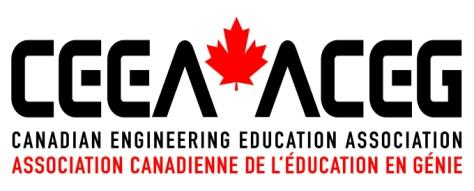 CEEA ACEG
CANADIAN ENGINEERING EDUCATION ASSOCIATION
ASSOCIATION CANADIENNE DE L'ÉDUCATION EN GÉNIE